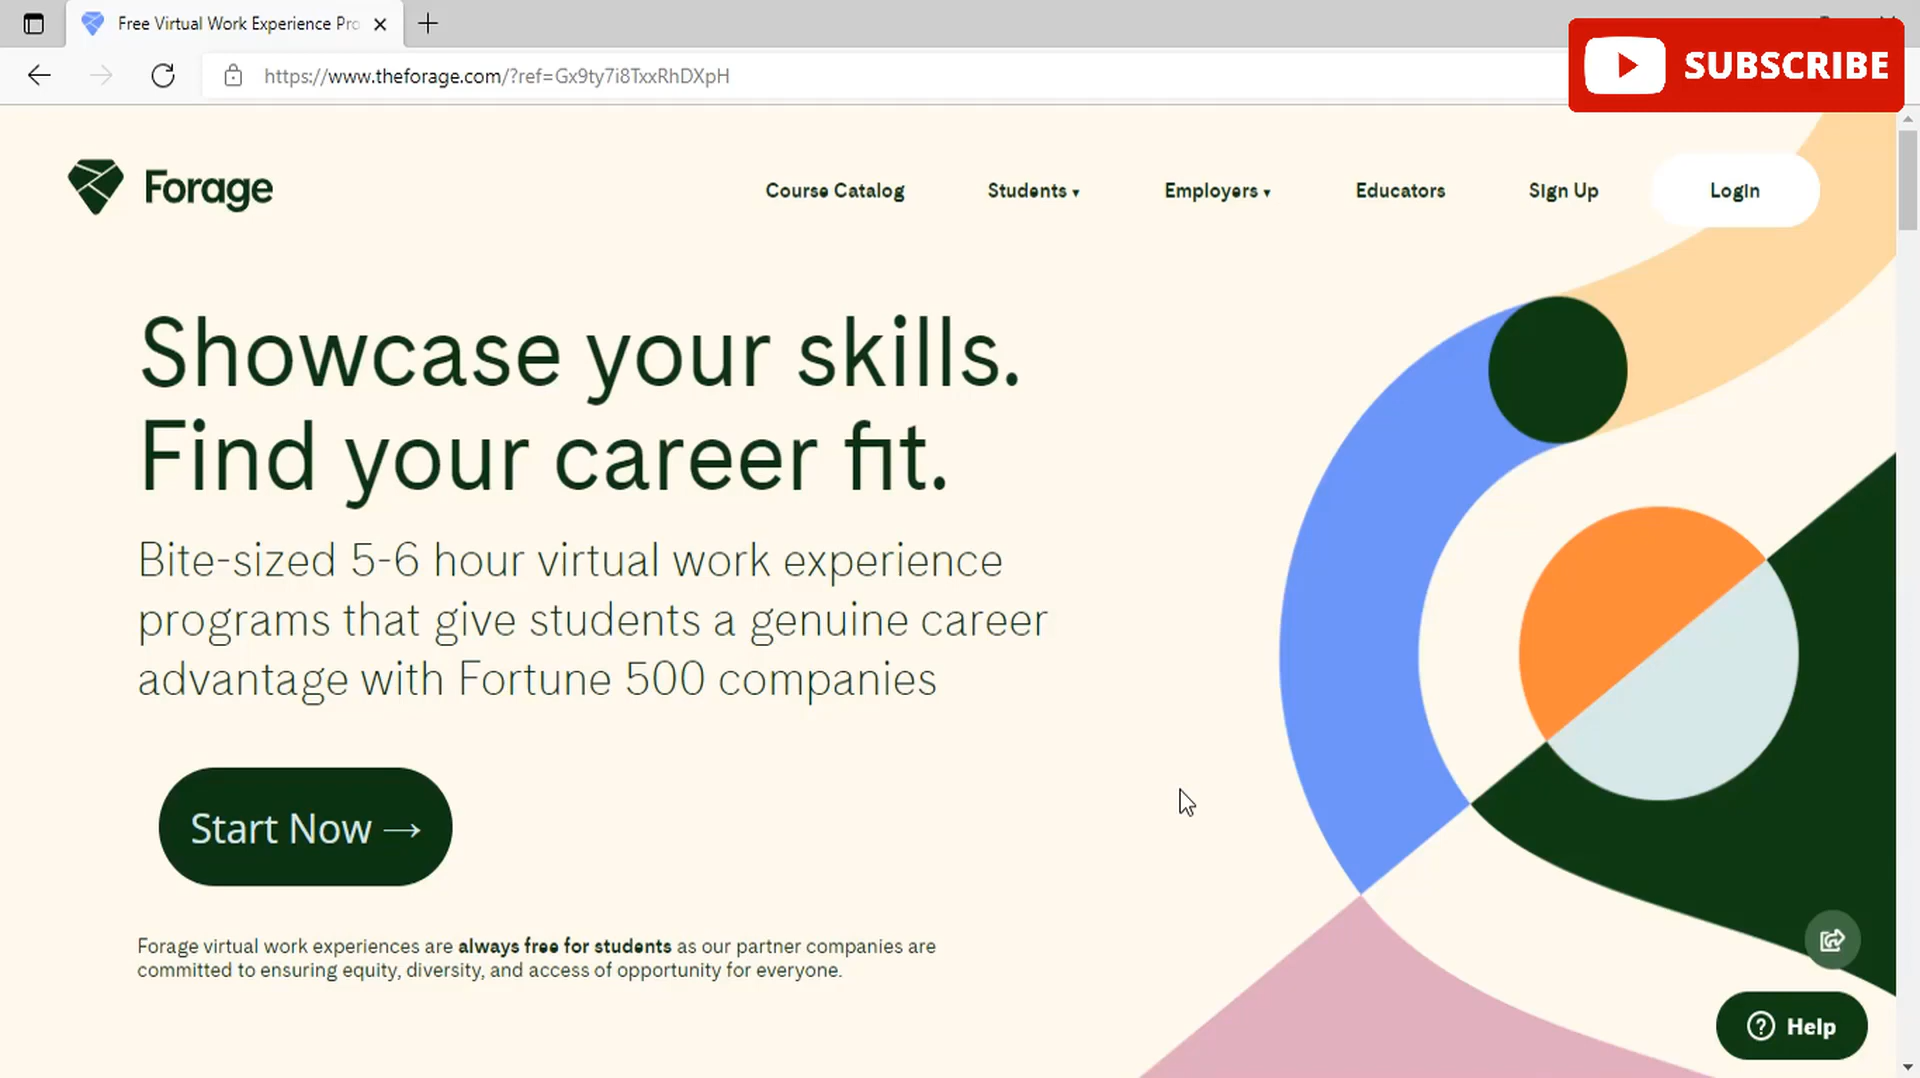 Free Virtual Work Experience Pro
https://www.theforage.com/?ref=Gx9ty7i8TxxRhDXpH
SUBSCRIBE
Forage
Course Catalog
Students ▾
Employers ▾
Educators
Sign Up
Login
Showcase your skills.
Find your career fit.
Bite-sized 5-6 hour virtual work experience
programs that give students a genuine career
advantage with Fortune 500 companies
Start Now →
Forage virtual work experiences are always free for students as our partner companies are
committed to ensuring equity, diversity, and access of opportunity for everyone.
Help